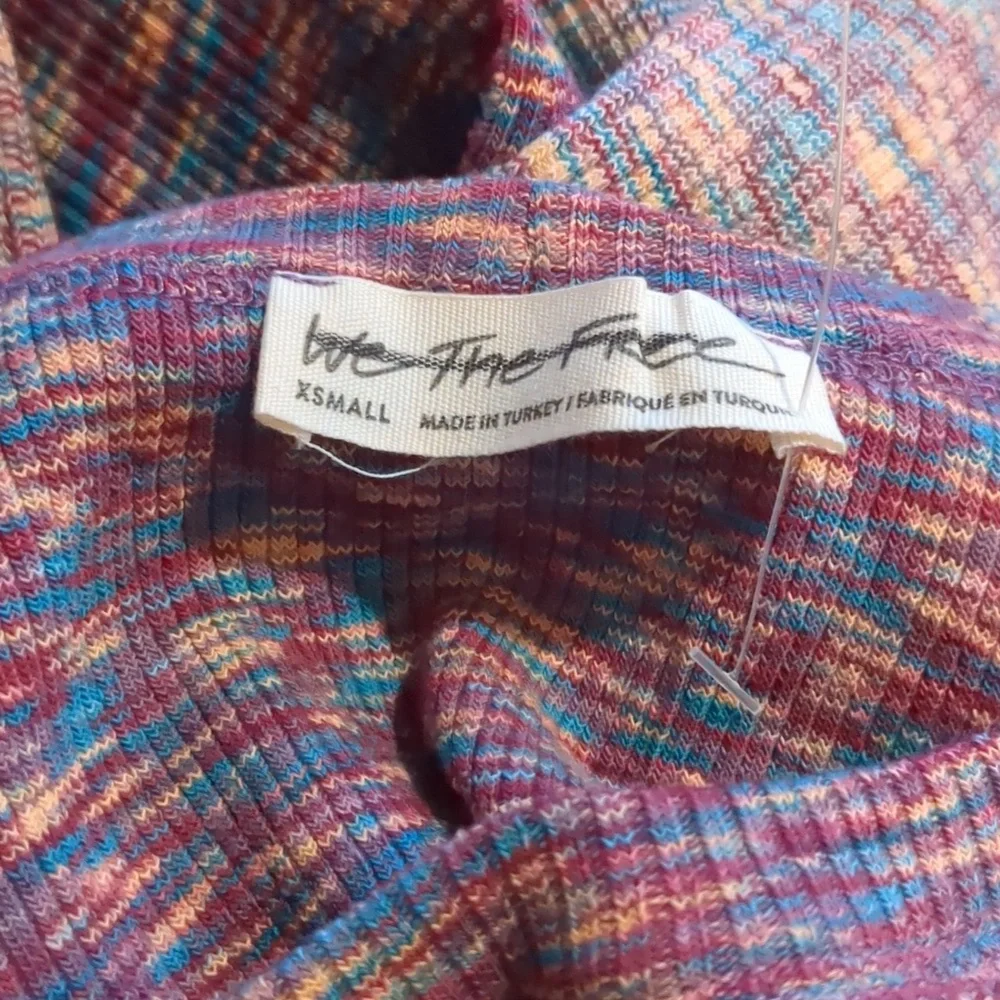 We The Free
XSMALL MADE IN TURKEY / FABRIQUÉ EN TURQU